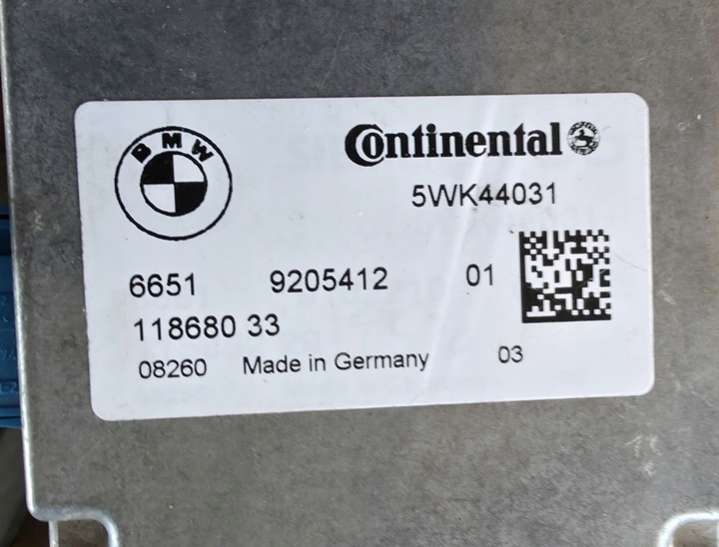 BMW
Continental
5WK44031
6651 9205412 01
118680 33
08260 Made in Germany 03